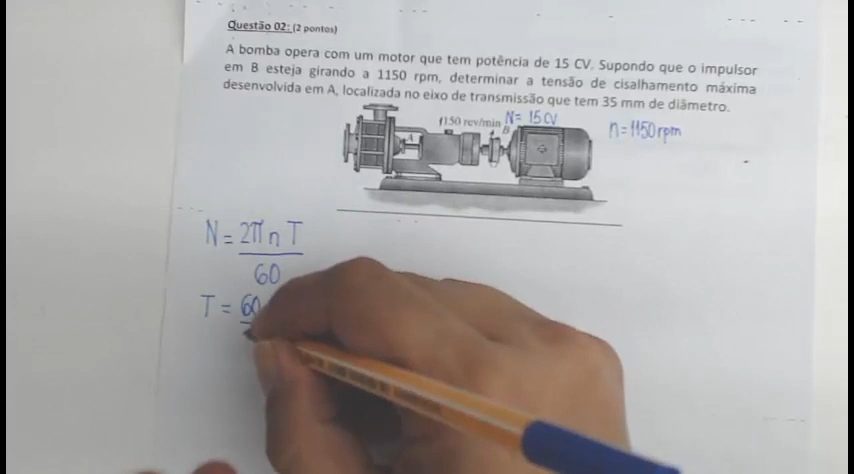 Questão 02: (2 pontos)
A bomba opera com um motor que tem potência de 15 CV. Supondo que o impulsor
em B esteja girando a 1150 rpm, determinar a tensão de cisalhamento máxima
desenvolvida em A, localizada no eixo de transmissão que tem 35 mm de diâmetro.
1150 rev/min N = 15 CV
n = 1150 rpm
A
B
N = 2π n T
60
T = 60